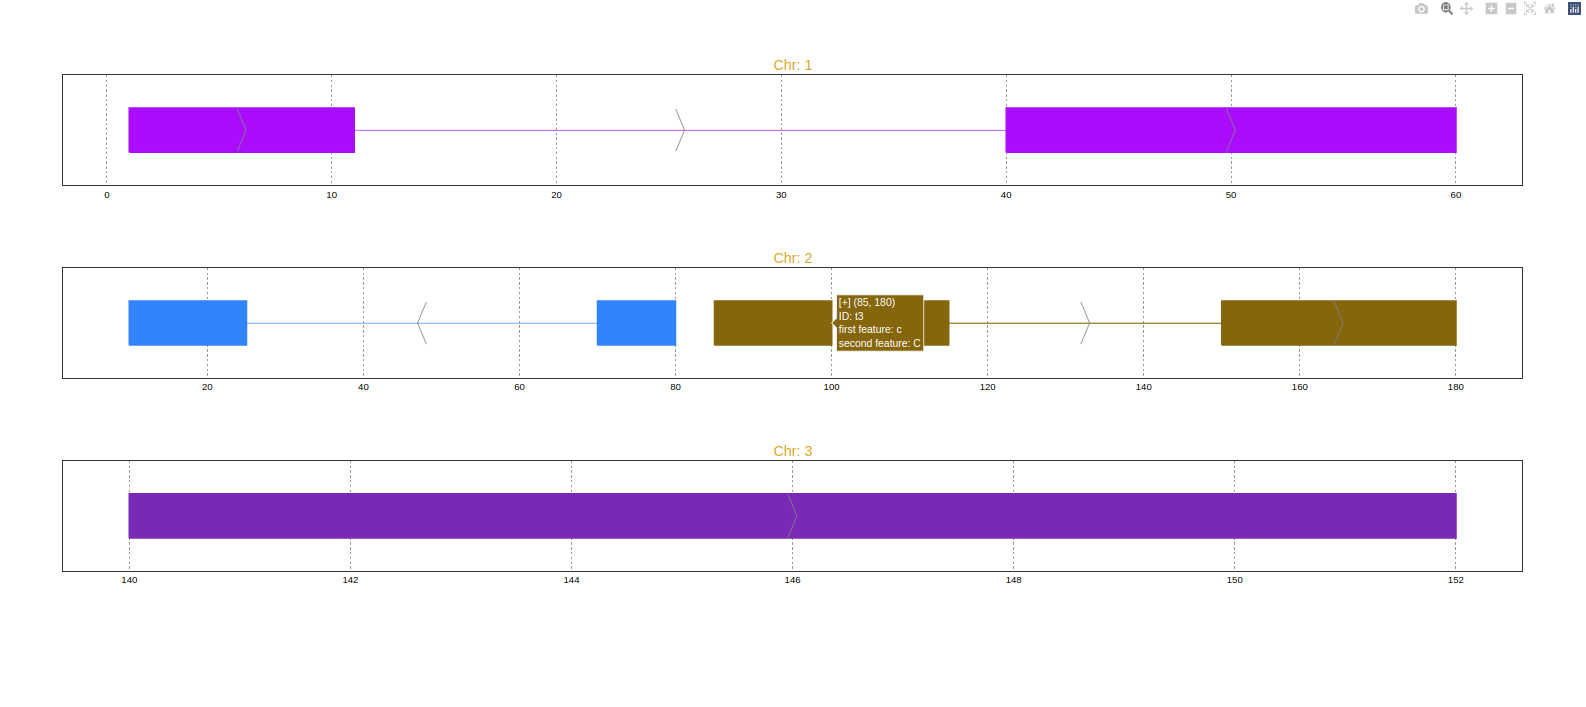 Chr: 1
0 10 20 30 40 50 60
Chr: 2
[+] (85, 180)
ID: t3
first feature: c
second feature: C
20 40 60 80 100 120 140 160 180
Chr: 3
140 142 144 146 148 150 152